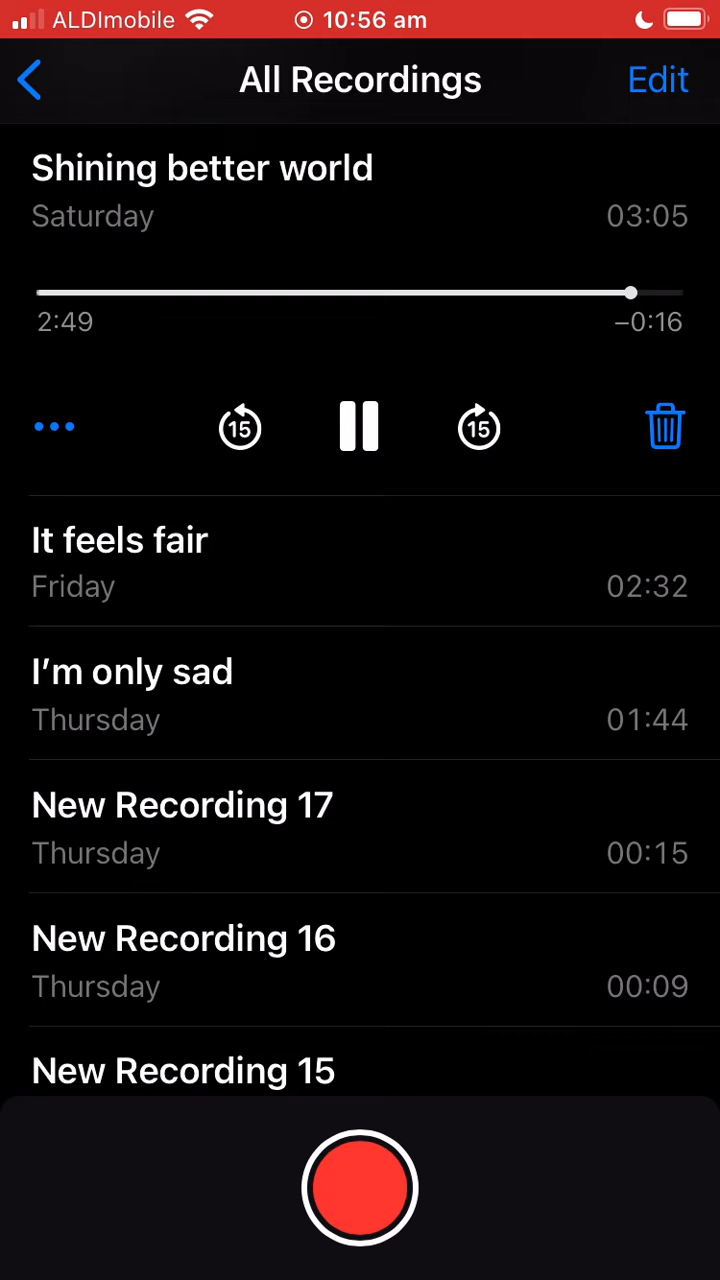 ALDImobile 10:56 am
All Recordings Edit
Shining better world
Saturday 03:05
2:49 –0:16
15 15
It feels fair
Friday 02:32
I’m only sad
Thursday 01:44
New Recording 17
Thursday 00:15
New Recording 16
Thursday 00:09
New Recording 15